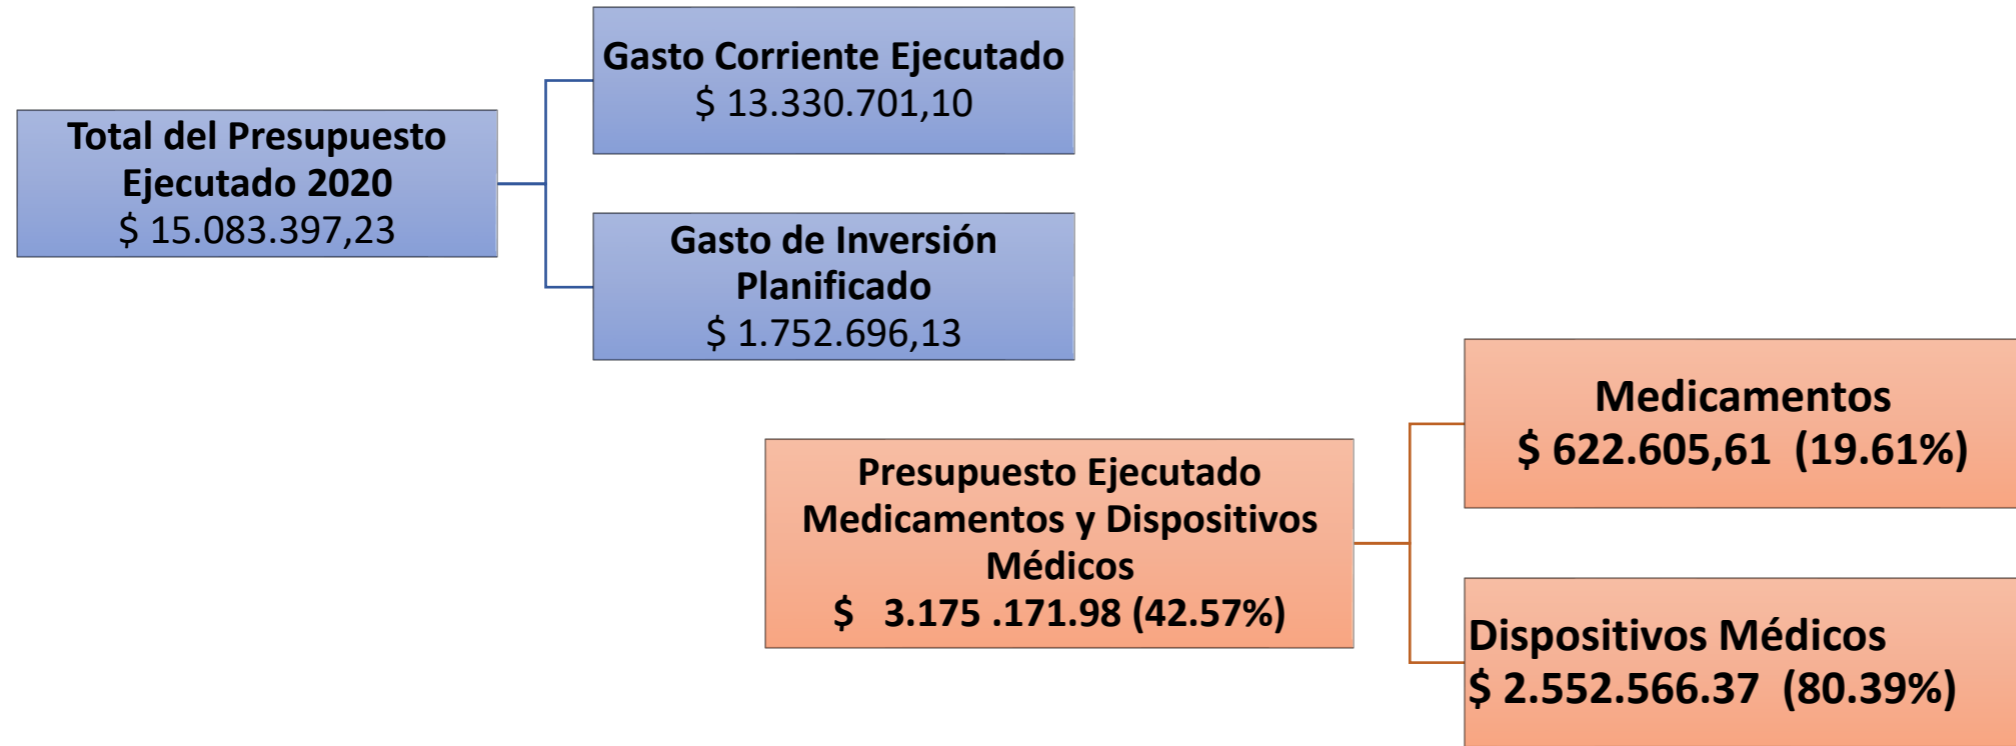 Total del Presupuesto
Ejecutado 2020
$ 15.083.397,23
Gasto Corriente Ejecutado
$ 13.330.701,10
Gasto de Inversión
Planificado
$ 1.752.696,13
Presupuesto Ejecutado
Medicamentos y Dispositivos
Médicos
$ 3.175 .171.98 (42.57%)
Medicamentos
$ 622.605,61 (19.61%)
Dispositivos Médicos
$ 2.552.566.37 (80.39%)